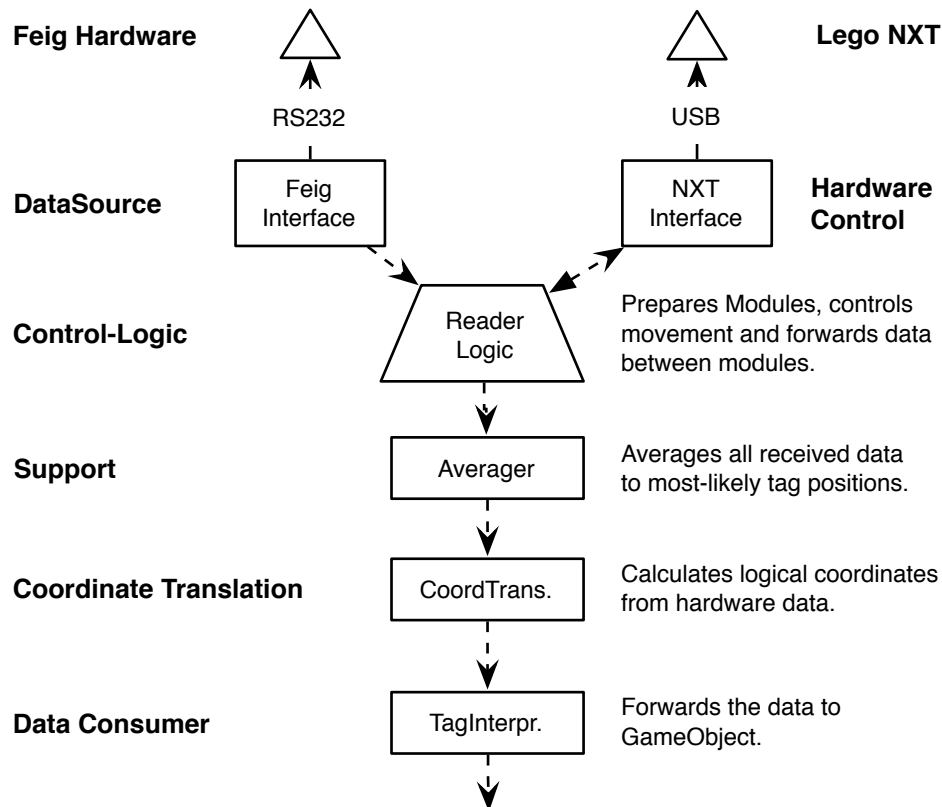 Feig Hardware
Lego NXT
RS232
USB
DataSource
Feig
Interface
NXT
Interface
Hardware
Control
Control-Logic
Reader
Logic
Prepares Modules, controls
movement and forwards data
between modules.
Support
Averager
Averages all received data
to most-likely tag positions.
Coordinate Translation
CoordTrans.
Calculates logical coordinates
from hardware data.
Data Consumer
TagInterpr.
Forwards the data to
GameObject.